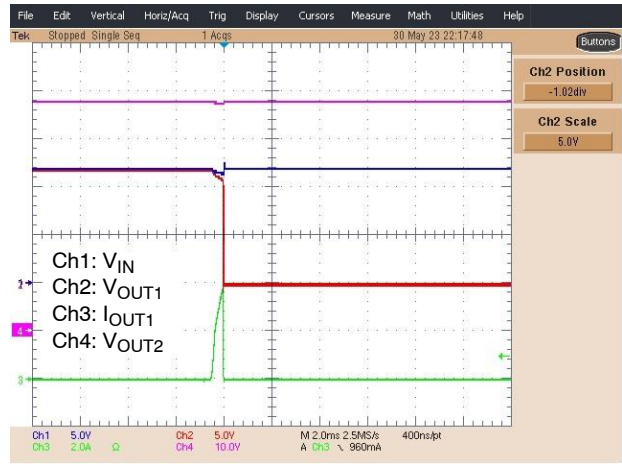 File Edit Vertical Horiz/Acq Trig Display Cursors Measure Math Utilities Help
Tek Stopped Single Seq 1 Acqs 30 May 23 22:17:48
Buttons
Ch2 Position
-1.02div
Ch2 Scale
5.0V
Ch1: VIN
Ch2: VOUT1
Ch3: IOUT1
Ch4: VOUT2
4
3
Ch1 5.0V Ch2 5.0V M 2.0ms 2.5MS/s 400ns/pt
Ch3 2.0A Ω Ch4 10.0V A Ch3 ↘ 960mA